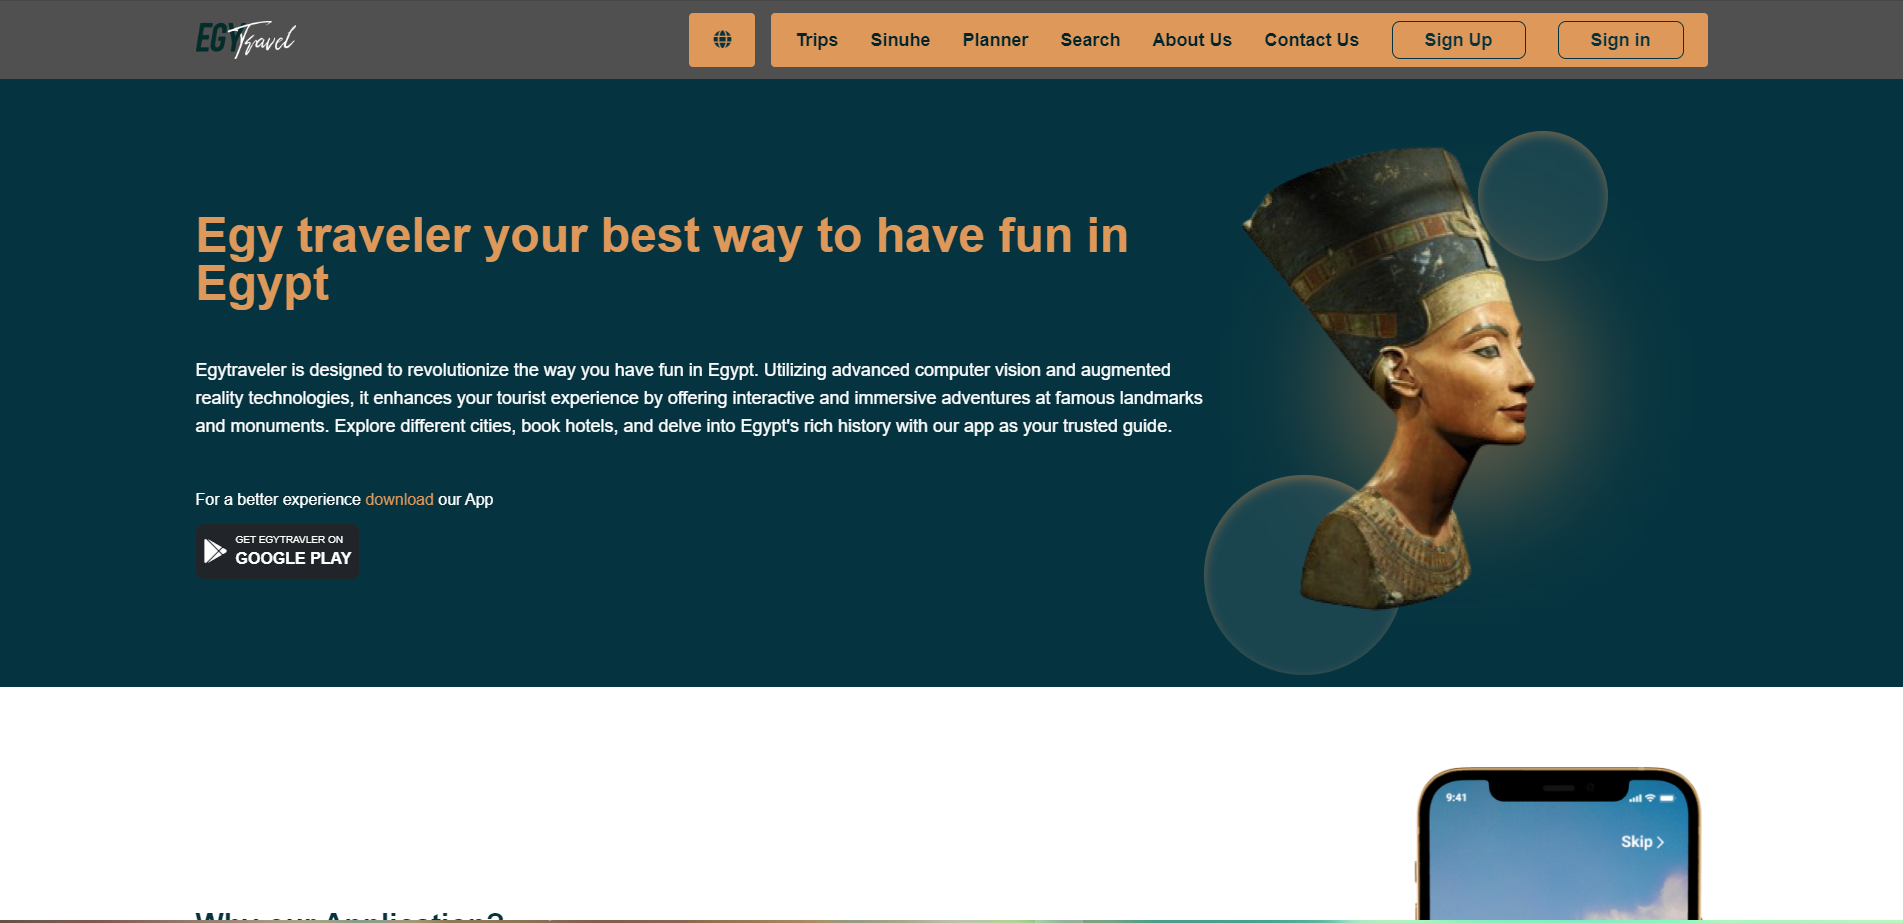 EGYTravel
Trips Sinuhe Planner Search About Us Contact Us Sign Up Sign in
Egy traveler your best way to have fun in
Egypt
Egytraveler is designed to revolutionize the way you have fun in Egypt. Utilizing advanced computer vision and augmented
reality technologies, it enhances your tourist experience by offering interactive and immersive adventures at famous landmarks
and monuments. Explore different cities, book hotels, and delve into Egypt's rich history with our app as your trusted guide.
For a better experience download our App
GET EGYTRAVLER ON
GOOGLE PLAY
9:41
Skip
Why our Application?